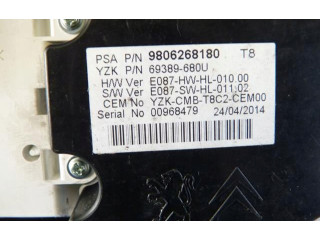 PSA P/N 9806268180 T8
YZK P/N 69389-680U
H/W Ver E087-HW-HL-010.00
S/W Ver E087-SW-HL-011.02
CEM No YZK-CMB-T8C2-CEM00
Serial No 00968479 24/04/2014